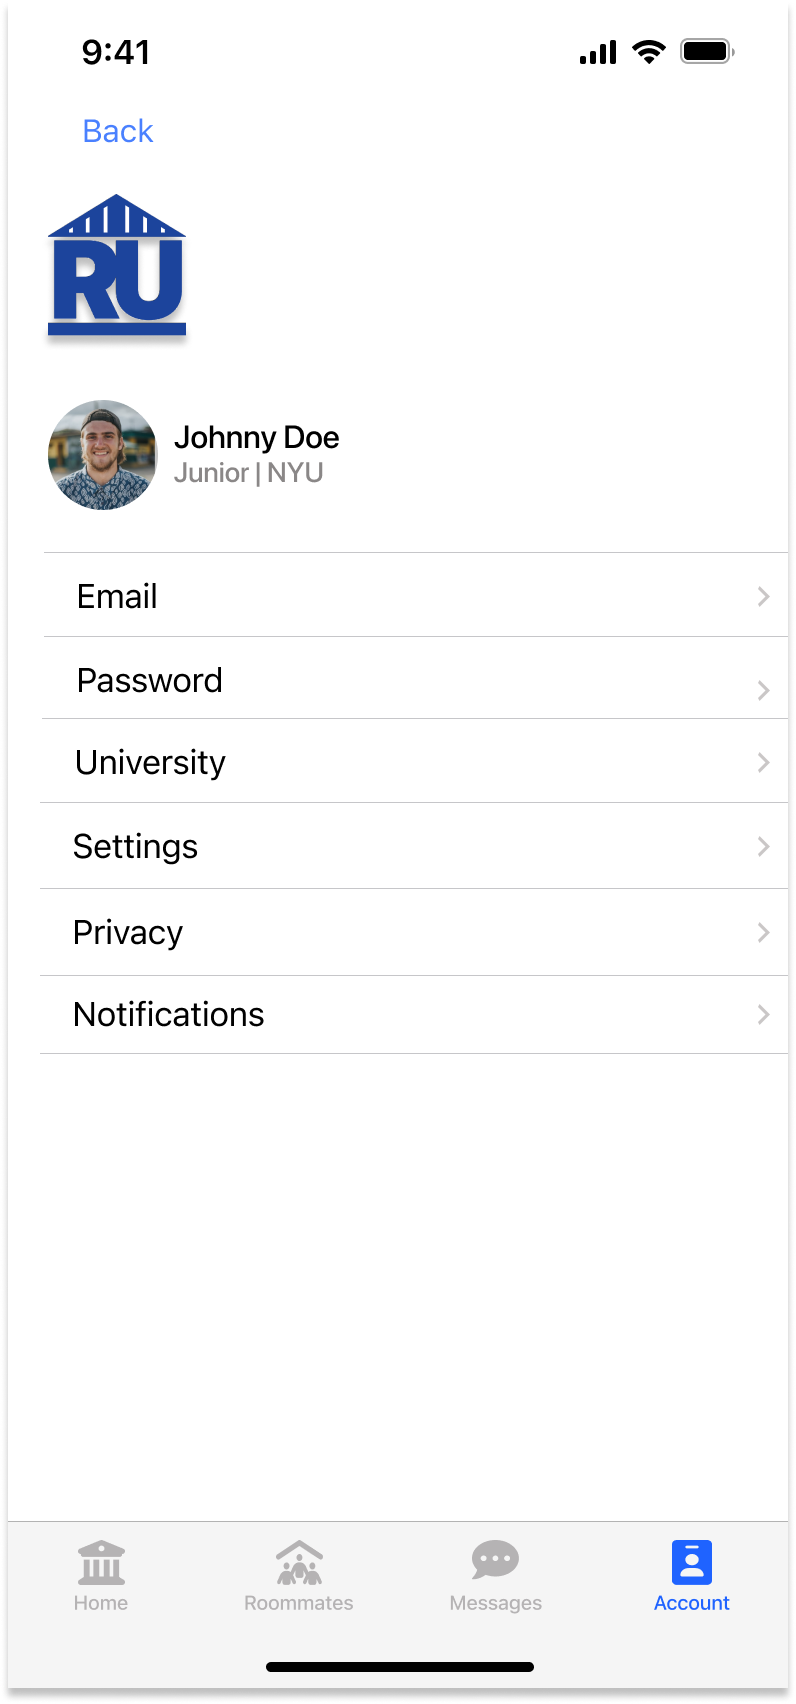 9:41
Back
RU
Johnny Doe
Junior | NYU
Email
Password
University
Settings
Privacy
Notifications
Home
Roommates
Messages
Account